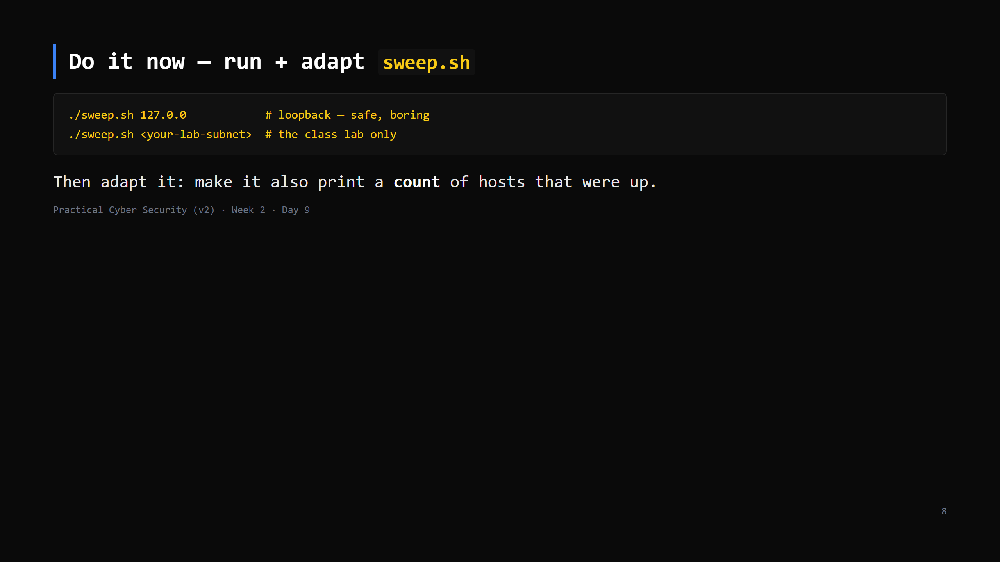 Do it now — run + adapt sweep.sh
./sweep.sh 127.0.0            # loopback — safe, boring
./sweep.sh <your-lab-subnet>  # the class lab only
Then adapt it: make it also print a count of hosts that were up.
Practical Cyber Security (v2) · Week 2 · Day 9
8